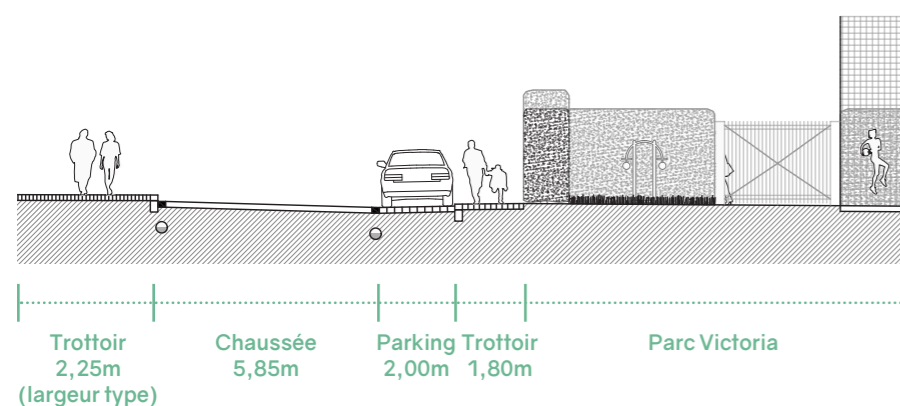 Trottoir
2,25m
(largeur type)
Chaussée
5,85m
Parking
2,00m
Trottoir
1,80m
Parc Victoria